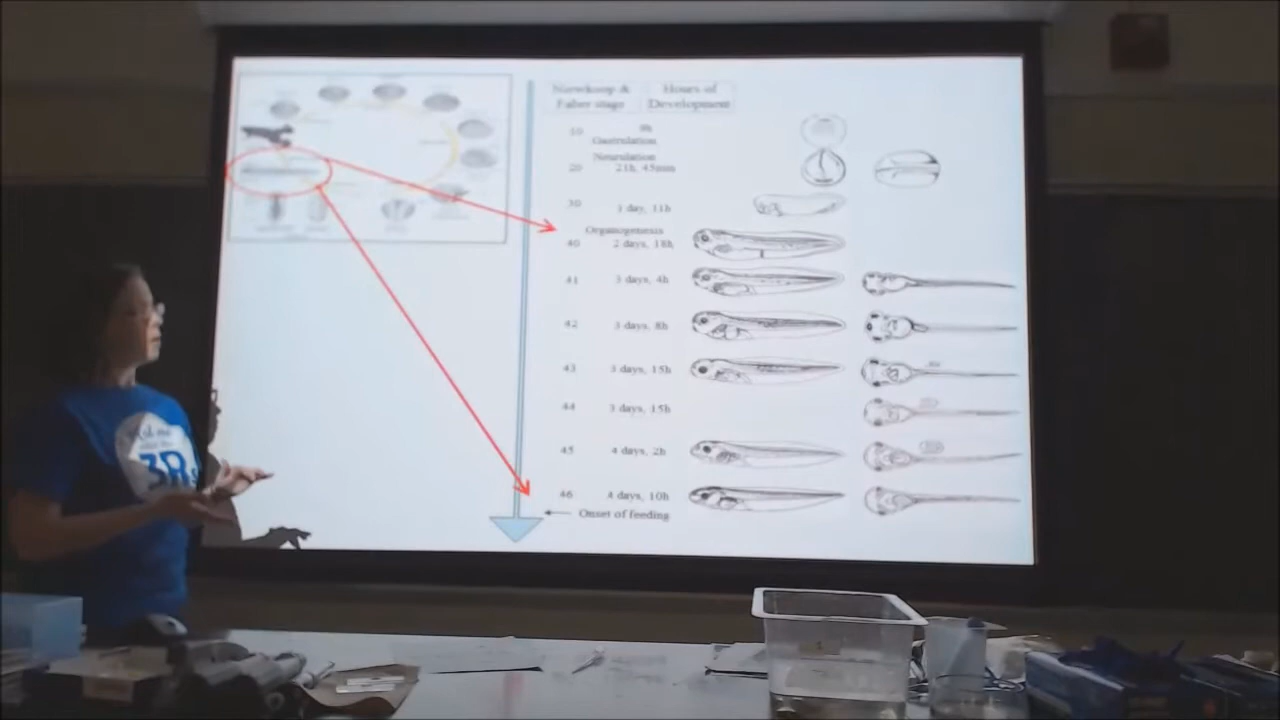 Nieuwkoop & Hours of
Faber stage Development
10 9h
Gastrulation
Neurulation
20 21h, 45min
30 1 day, 11h
Organogenesis
40 2 days, 18h
41 3 days, 4h
42 3 days, 8h
43 3 days, 15h
44 3 days, 15h
45 4 days, 2h
46 4 days, 10h
Onset of feeding
Ask me
3Rs